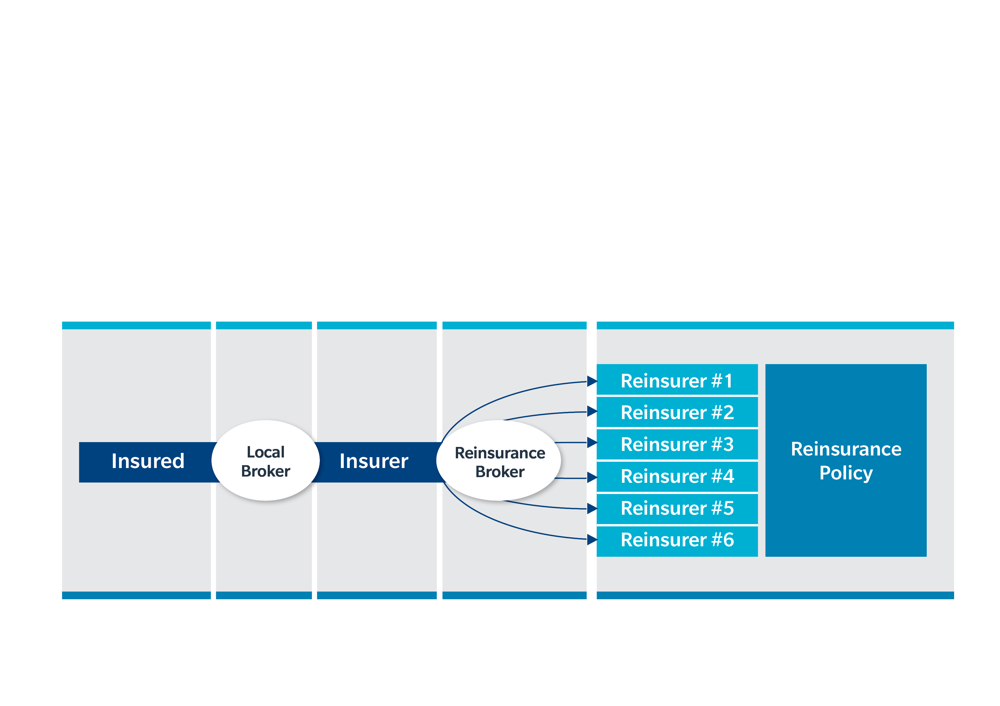 Insured
Local
Broker
Insurer
Reinsurance
Broker
Reinsurer #1
Reinsurer #2
Reinsurer #3
Reinsurer #4
Reinsurer #5
Reinsurer #6
Reinsurance
Policy